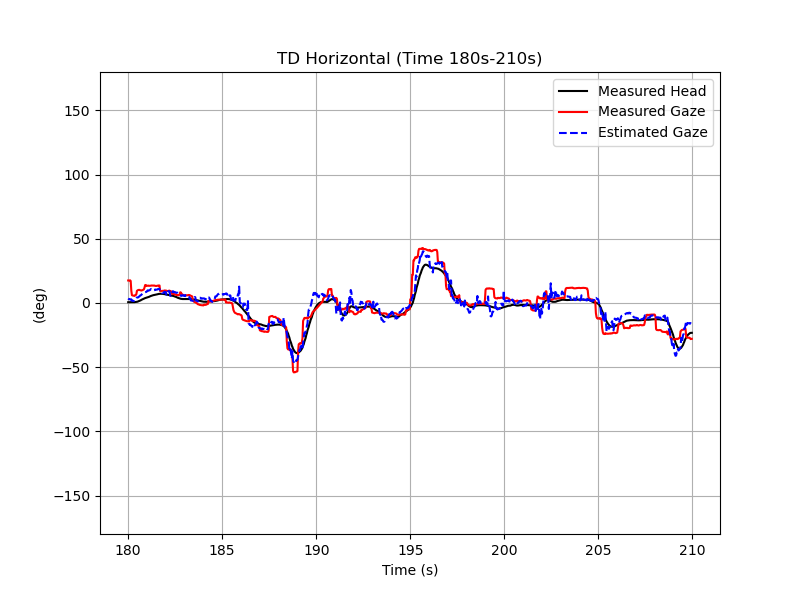 TD Horizontal (Time 180s-210s)
Measured Head
Measured Gaze
Estimated Gaze
150
100
50
0
−50
−100
−150
(deg)
180 185 190 195 200 205 210
Time (s)